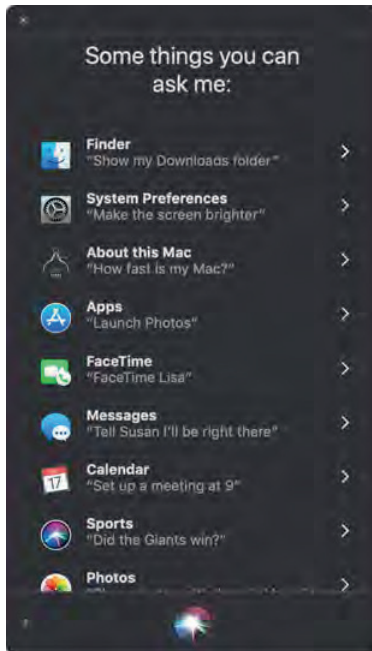 Some things you can
ask me:
Finder
"Show my Downloads folder"
System Preferences
"Make the screen brighter"
About this Mac
"How fast is my Mac?"
Apps
"Launch Photos"
FaceTime
"FaceTime Lisa"
Messages
"Tell Susan I'll be right there"
17
Calendar
"Set up a meeting at 9"
Sports
"Did the Giants win?"
Photos